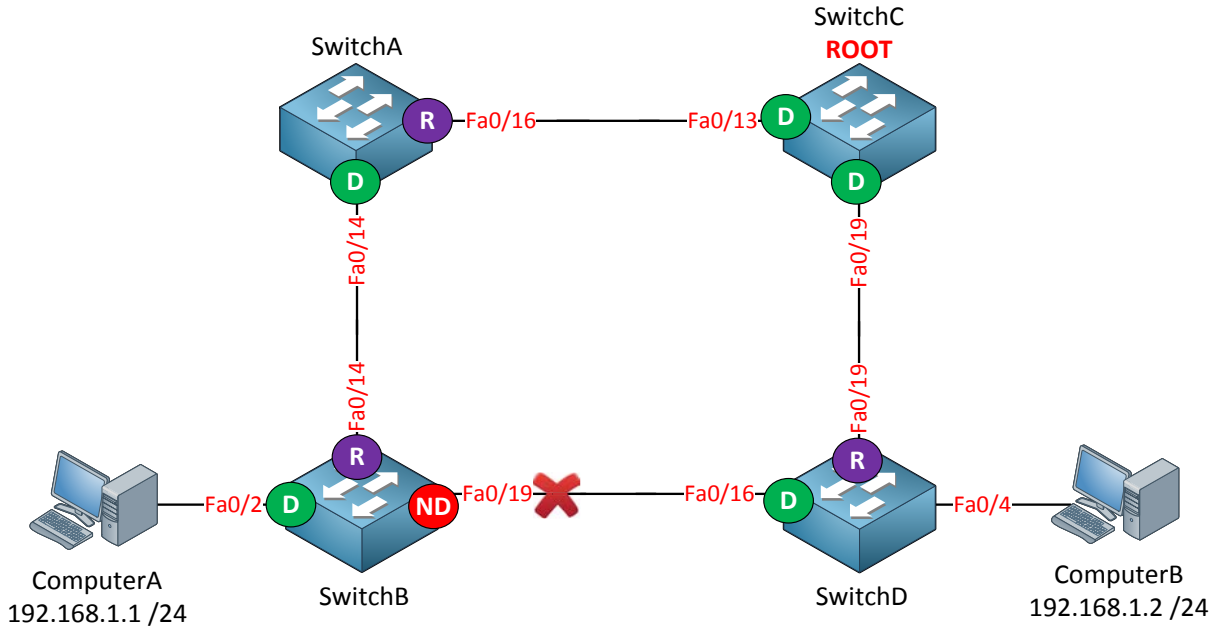 SwitchA
SwitchC
ROOT
R
Fa0/16
Fa0/13
D
D
D
Fa0/14
Fa0/19
Fa0/14
Fa0/19
R
R
Fa0/2
D
ND
Fa0/19
Fa0/16
D
Fa0/4
ComputerA
192.168.1.1 /24
SwitchB
SwitchD
ComputerB
192.168.1.2 /24